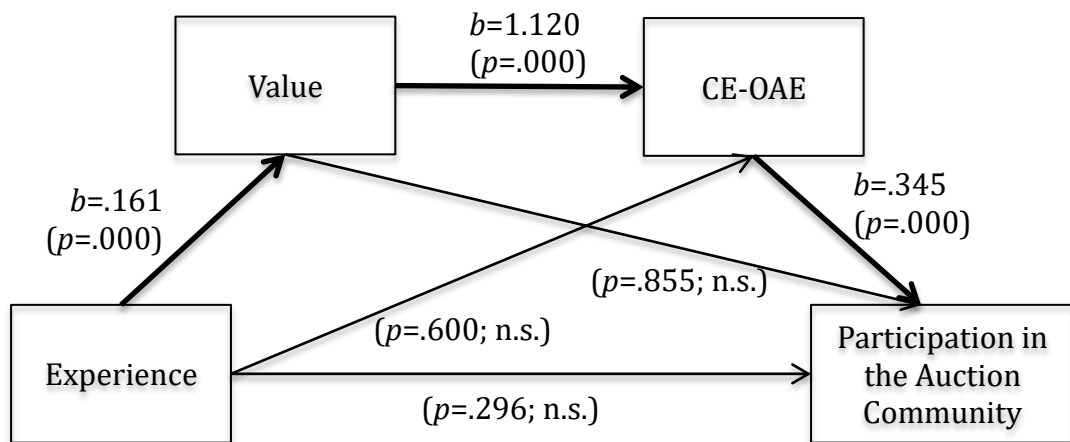 b=1.120
(p=.000)
Value
CE-OAE
b=.161
(p=.000)
b=.345
(p=.000)
(p=.855; n.s.)
(p=.600; n.s.)
Experience
Participation in
the Auction
Community
(p=.296; n.s.)